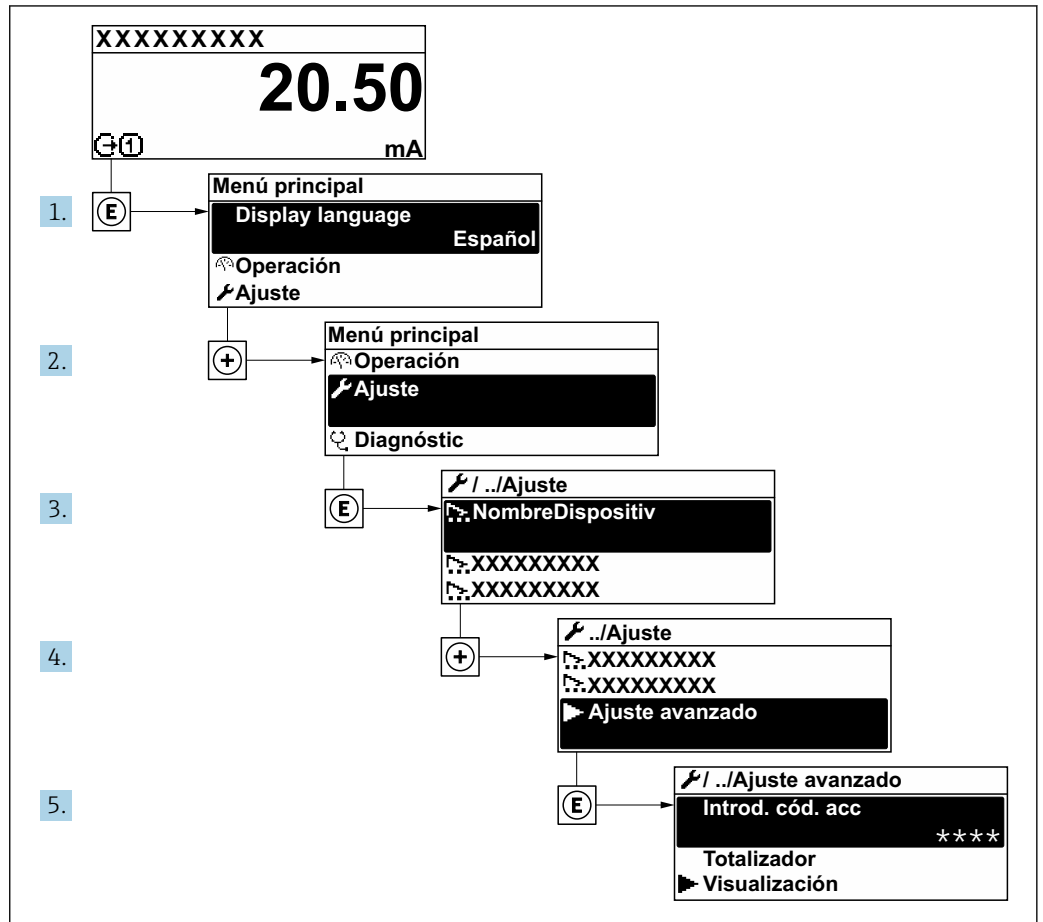 XXXXXXXXX
20.50
mA
1
1.
E
Menú principal
Display language
Español
Operación
Ajuste
2.
+
Menú principal
Operación
Ajuste
Diagnóstic
3.
E
/ ../Ajuste
NombreDispositiv
XXXXXXXXX
XXXXXXXXX
4.
+
../Ajuste
XXXXXXXXX
XXXXXXXXX
Ajuste avanzado
5.
E
/ ../Ajuste avanzado
Introd. cód. acc
****
Totalizador
Visualización